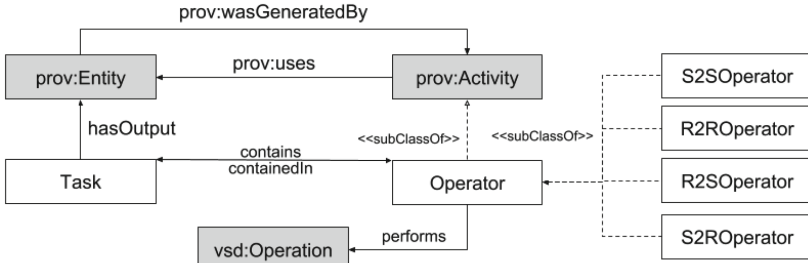 prov:wasGeneratedBy
prov:Entity
prov:uses
prov:Activity
S2SOperator
hasOutput
<<subClassOf>>
<<subClassOf>>
R2ROperator
Task
contains
containedIn
Operator
R2SOperator
vsd:Operation
performs
S2ROperator